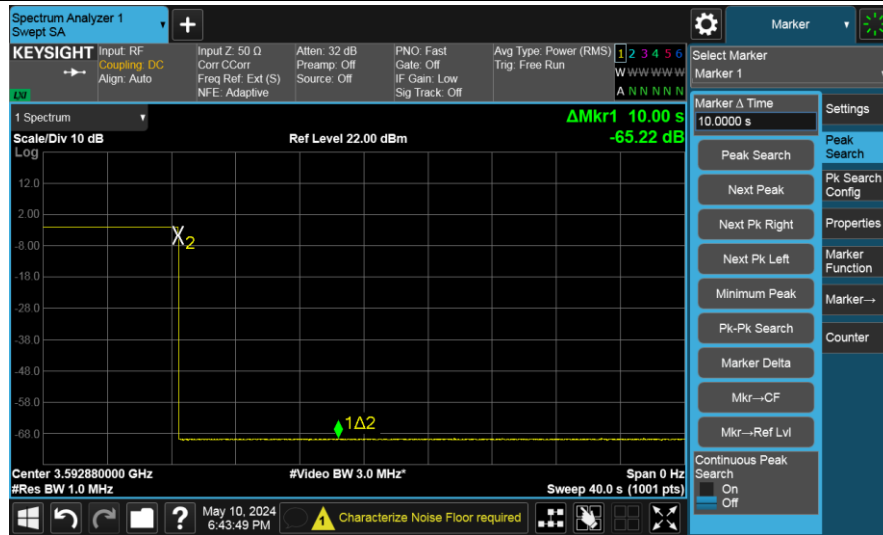 Spectrum Analyzer 1
Swept SA
+
Marker
KEYSIGHT
LXI
Input: RF
Coupling: DC
Align: Auto
Input Z: 50 Ω
Corr CCorr
Freq Ref: Ext (S)
NFE: Adaptive
Atten: 32 dB
Preamp: Off
Source: Off
PNO: Fast
Gate: Off
IF Gain: Low
Sig Track: Off
Avg Type: Power (RMS)
Trig: Free Run
1 2 3 4 5 6
W W W W W W
A N N N N N
Select Marker
Marker 1
1 Spectrum
Scale/Div 10 dB
Ref Level 22.00 dBm
ΔMkr1 10.00 s
-65.22 dB
Log
12.0
2.00
-8.00
-18.0
-28.0
-38.0
-48.0
-58.0
-68.0
2
1Δ2
Center 3.592880000 GHz
#Res BW 1.0 MHz
#Video BW 3.0 MHz*
Span 0 Hz
Sweep 40.0 s (1001 pts)
Marker Δ Time
10.0000 s
Peak Search
Next Peak
Next Pk Right
Next Pk Left
Minimum Peak
Pk-Pk Search
Marker Delta
Mkr→CF
Mkr→Ref Lvl
Continuous Peak
Search
On
Off
Settings
Peak
Search
Pk Search
Config
Properties
Marker
Function
Marker→
Counter
?
May 10, 2024
6:43:49 PM
1
Characterize Noise Floor required